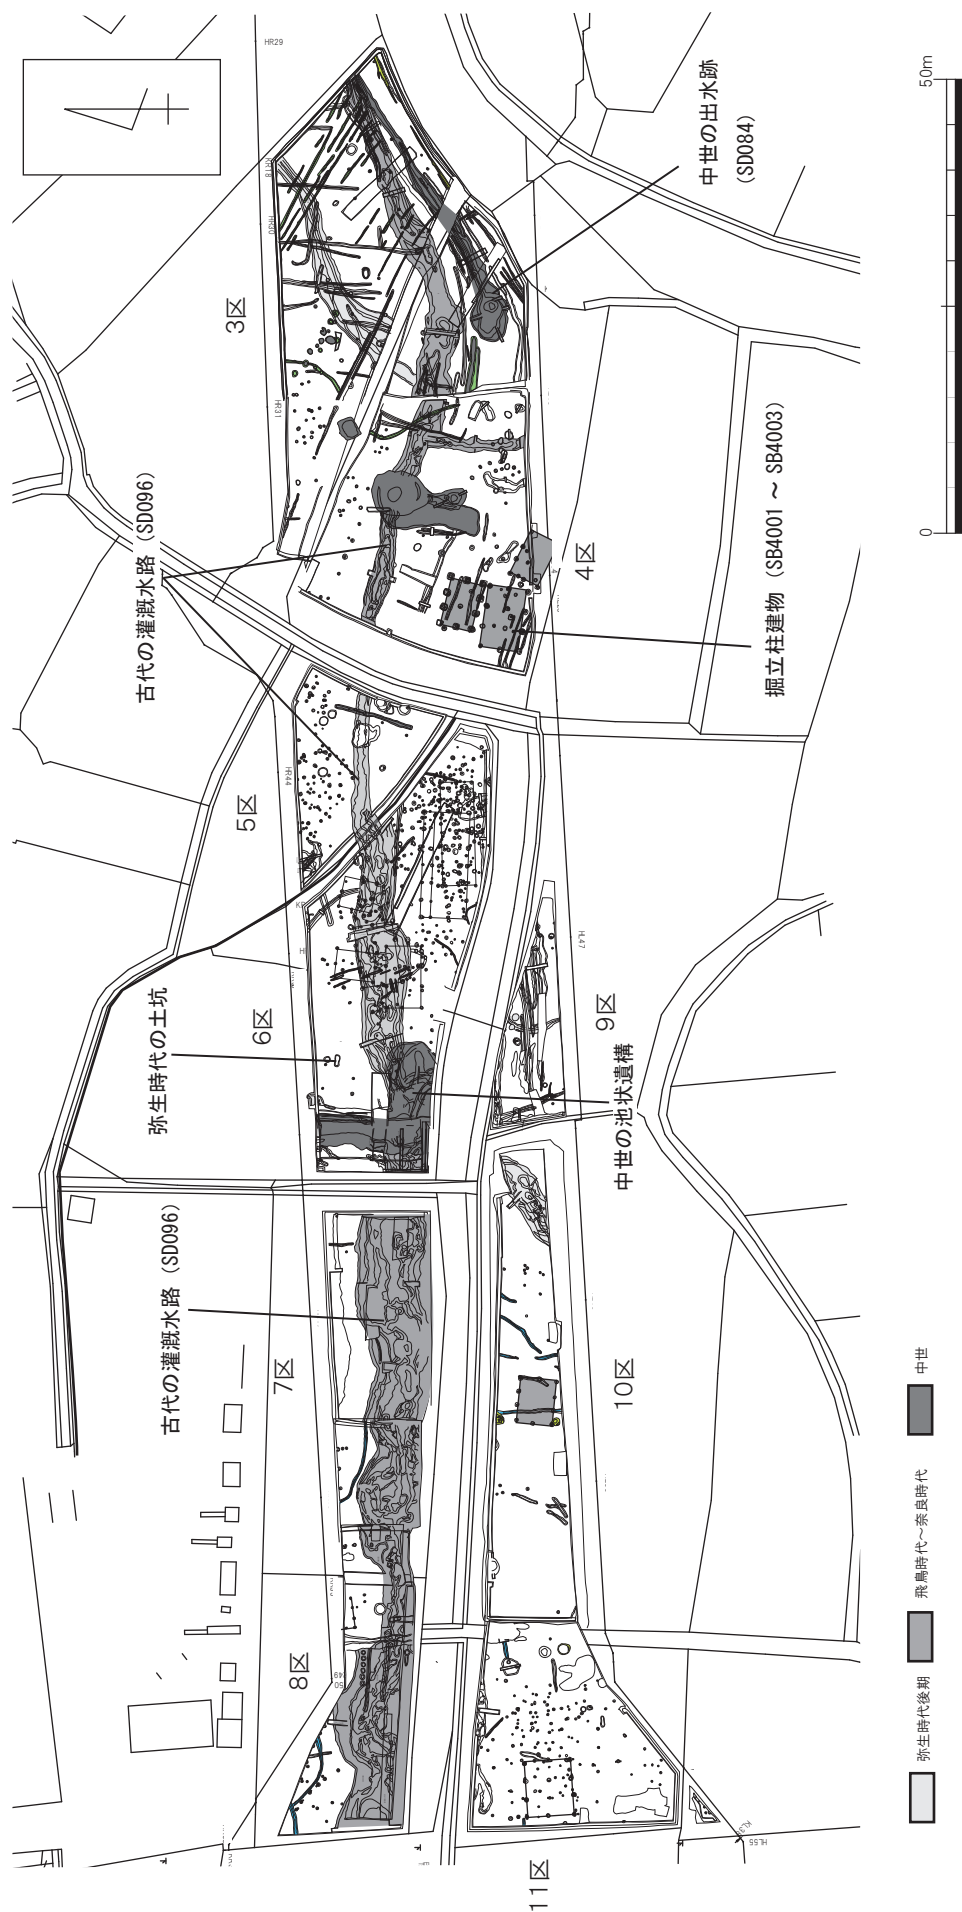 HR29
HR18
HR30
3区
HR31
中世の出水跡
(SD084)
50m
0
古代の灌漑水路 (SD096)
4区
掘立柱建物 (SB4001 ~ SB4003)
HR44
5区
弥生時代の土坑
6区
HL47
9区
中世の池状遺構
古代の灌漑水路 (SD096)
7区
10区
8区
11区
HL55
弥生時代後期
飛鳥時代~奈良時代
中世